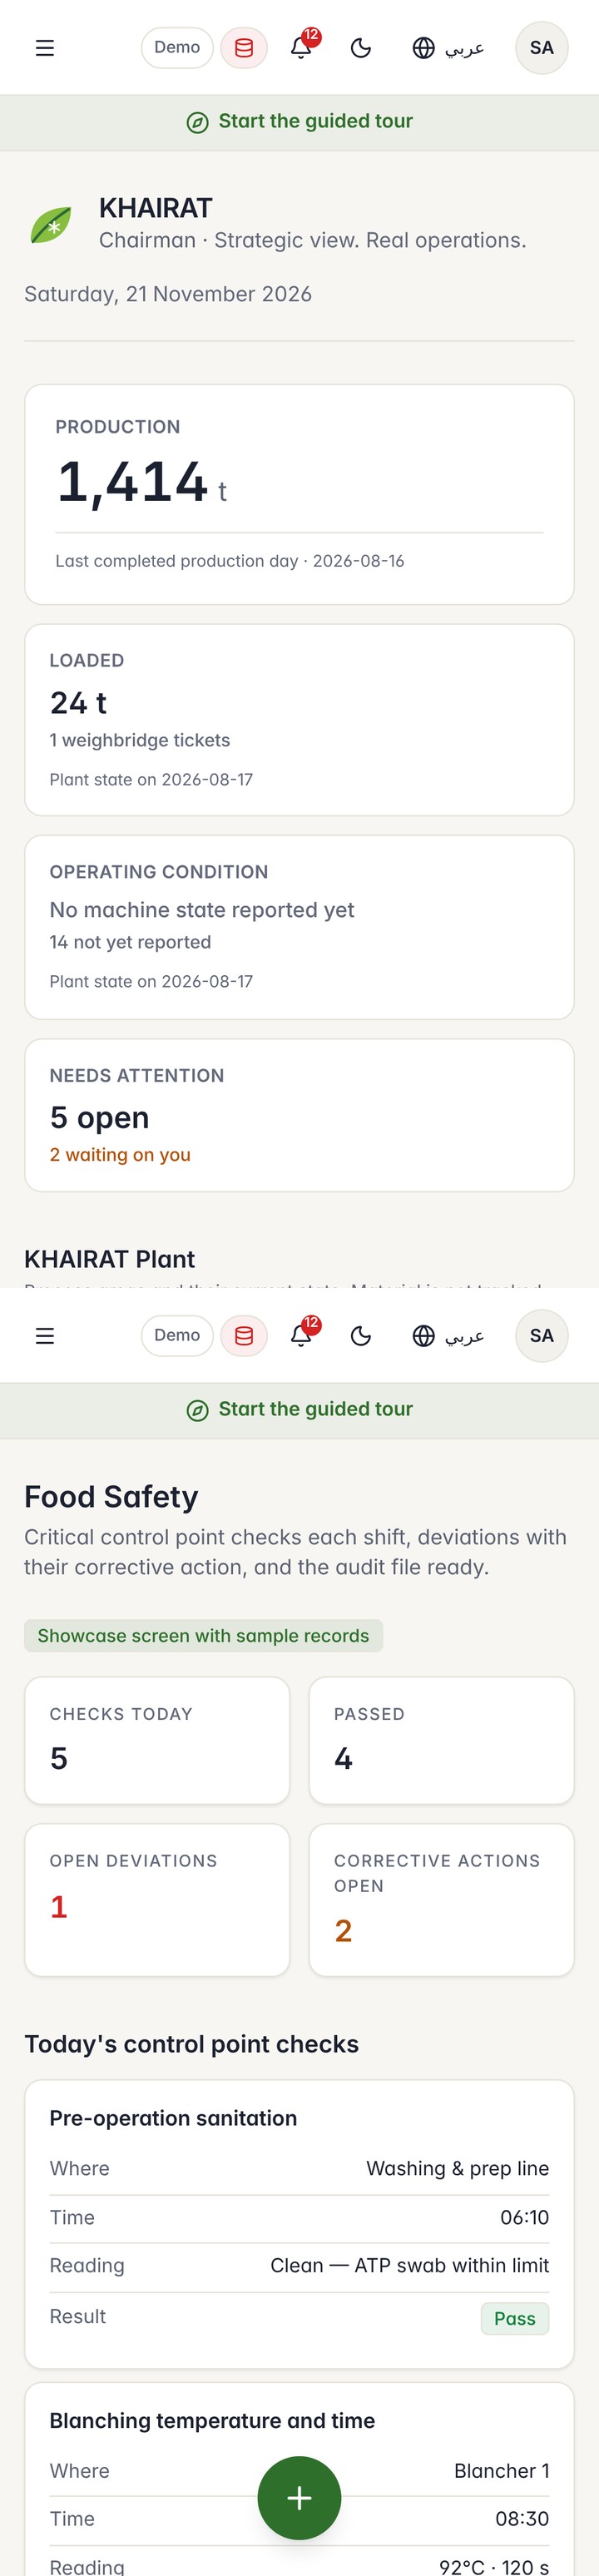 Demo
12
عربي
SA
Start the guided tour
KHAIRAT
Chairman · Strategic view. Real operations.
Saturday, 21 November 2026
PRODUCTION
1,414 t
Last completed production day · 2026-08-16
LOADED
24 t
1 weighbridge tickets
Plant state on 2026-08-17
OPERATING CONDITION
No machine state reported yet
14 not yet reported
Plant state on 2026-08-17
NEEDS ATTENTION
5 open
2 waiting on you
KHAIRAT Plant
Demo
12
عربي
SA
Start the guided tour
Food Safety
Critical control point checks each shift, deviations with
their corrective action, and the audit file ready.
Showcase screen with sample records
CHECKS TODAY
5
PASSED
4
OPEN DEVIATIONS
1
CORRECTIVE ACTIONS
OPEN
2
Today's control point checks
Pre-operation sanitation
Where Washing & prep line
Time 06:10
Reading Clean — ATP swab within limit
Result Pass
Blanching temperature and time
Where Blancher 1
Time 08:30
Reading 92°C · 120 s